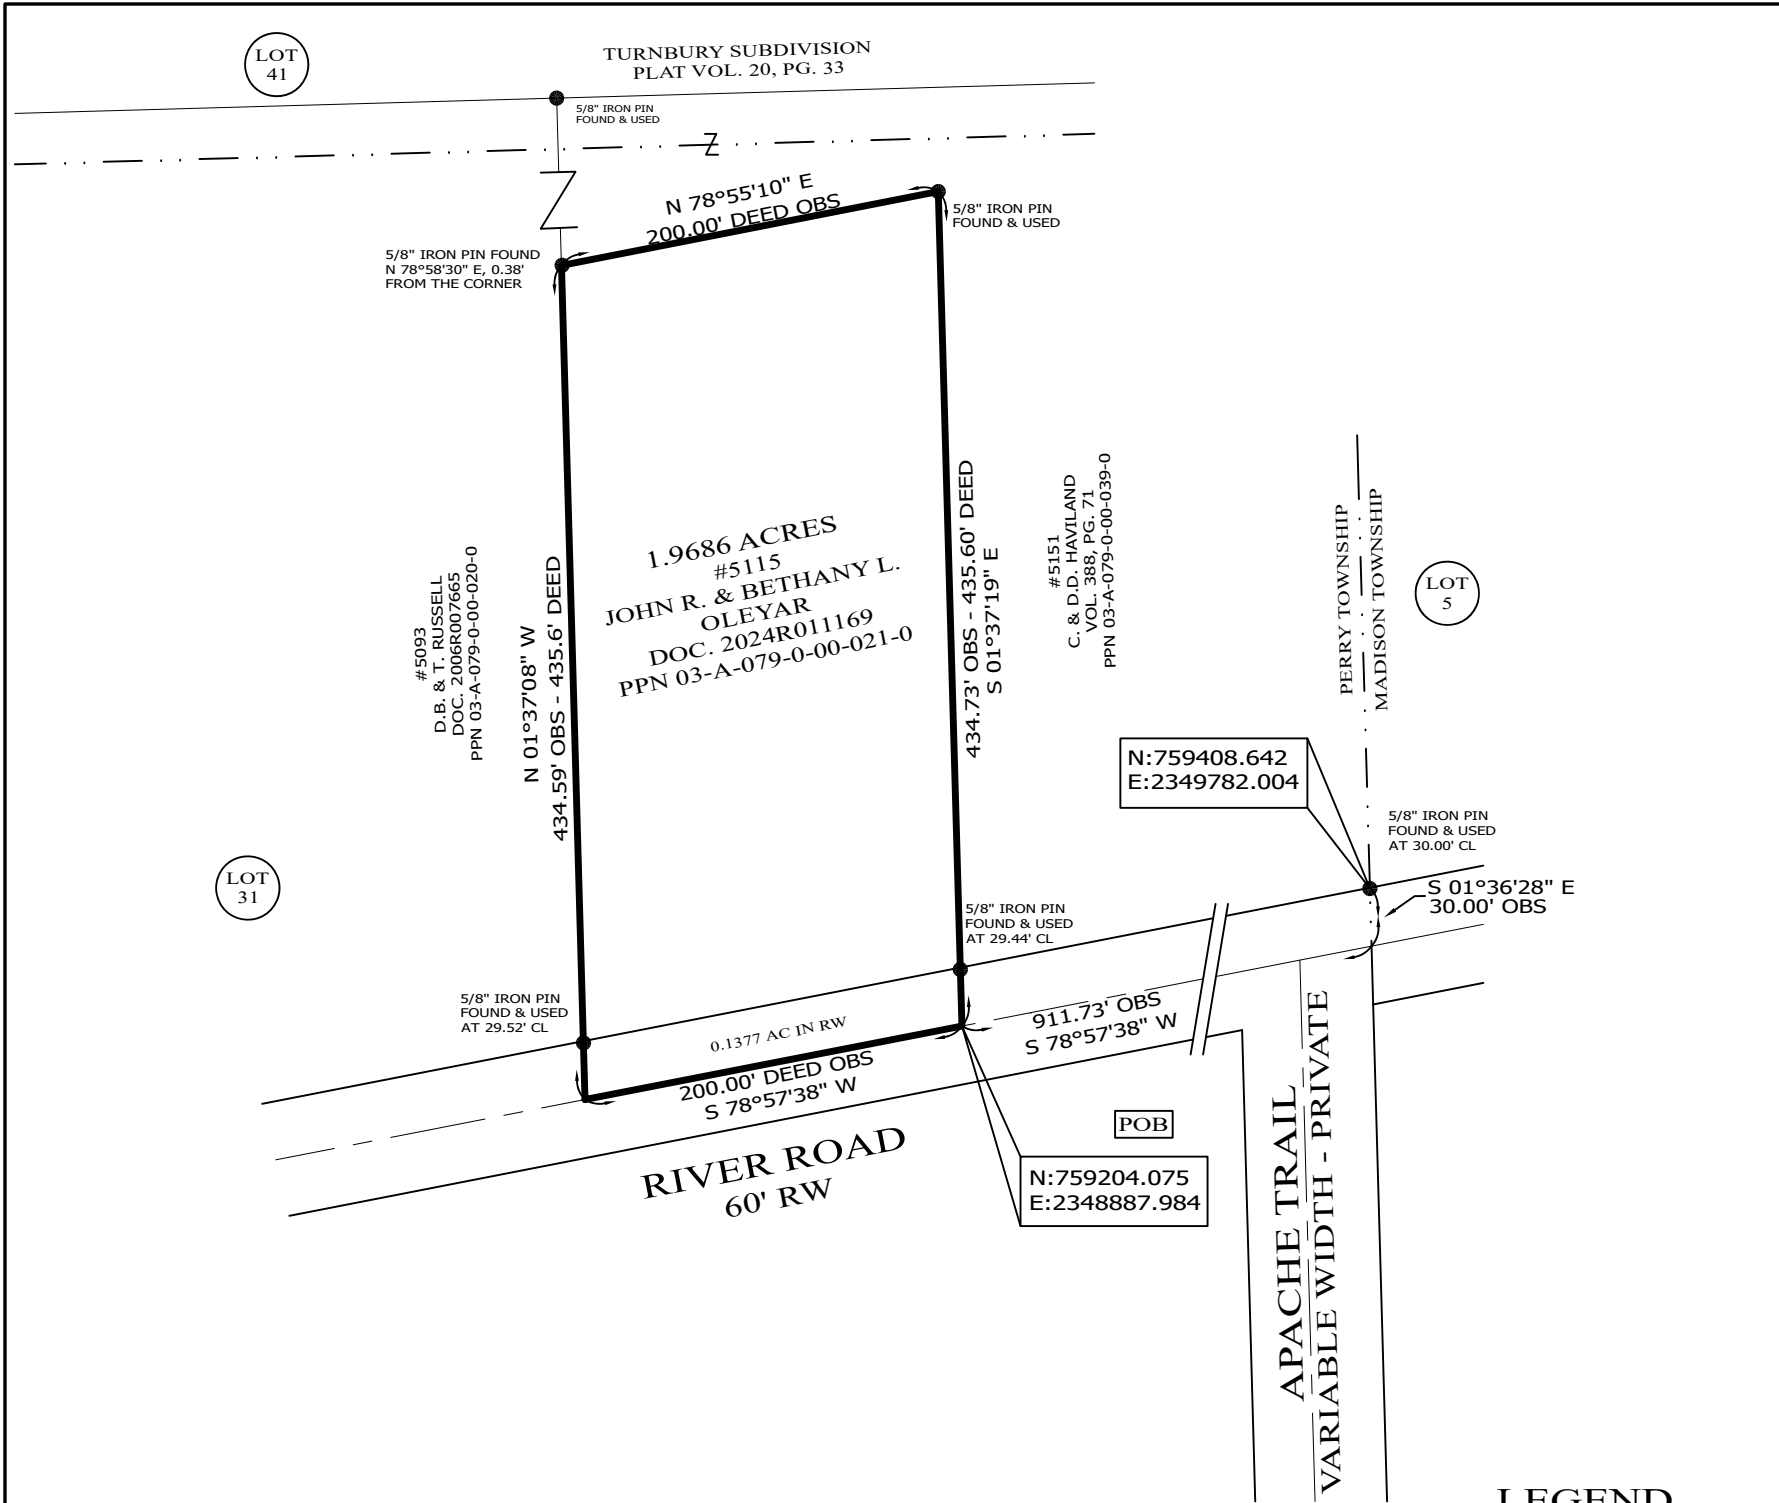 LOT
41
TURNBURY SUBDIVISION
PLAT VOL. 20, PG. 33
5/8" IRON PIN
FOUND & USED
Z
N 78°55'10" E
200.00' DEED OBS
5/8" IRON PIN
FOUND & USED
5/8" IRON PIN FOUND
N 78°58'30" E, 0.38'
FROM THE CORNER
1.9686 ACRES
#5115
JOHN R. & BETHANY L.
OLEYAR
DOC. 2024R011169
PPN 03-A-079-0-00-021-0
#5093
D.B. & T. RUSSELL
DOC. 2006R007665
PPN 03-A-079-0-00-020-0
N 01°37'08" W
434.59' OBS - 435.6' DEED
434.73' OBS - 435.60' DEED
S 01°37'19" E
#5151
C. & D.D. HAVILAND
VOL. 388, PG. 71
PPN 03-A-079-0-00-039-0
PERRY TOWNSHIP
MADISON TOWNSHIP
LOT
5
N:759408.642
E:2349782.004
5/8" IRON PIN
FOUND & USED
AT 30.00' CL
S 01°36'28" E
30.00' OBS
LOT
31
5/8" IRON PIN
FOUND & USED
AT 29.44' CL
5/8" IRON PIN
FOUND & USED
AT 29.52' CL
0.1377 AC IN RW
911.73' OBS
S 78°57'38" W
200.00' DEED OBS
S 78°57'38" W
RIVER ROAD
60' RW
POB
N:759204.075
E:2348887.984
APACHE TRAIL
VARIABLE WIDTH - PRIVATE
LEGEND